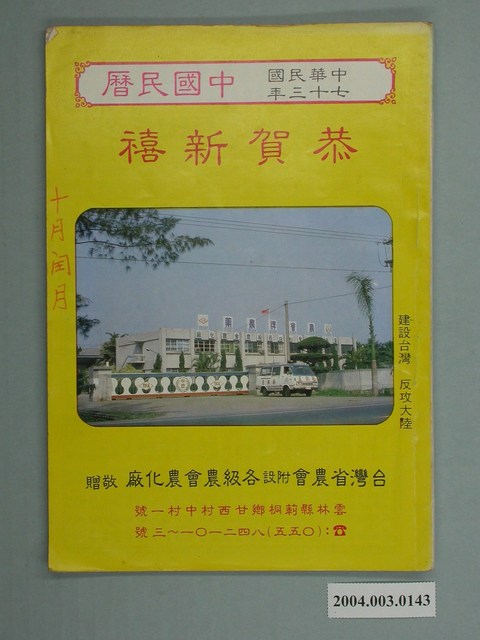 中華民國
七十三年
中國民曆
恭賀新禧
十月閏月
建設台灣 反攻大陸
台灣省農會附設各級農會農化廠 敬贈
雲林縣莿桐鄉甘西村中村一號
☎：(○五五)八四二一○一～三號
2004.003.0143